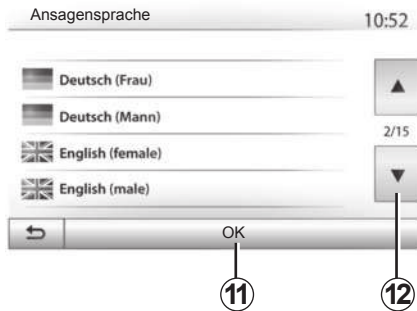 Ansagensprache 10:52
Deutsch (Frau)
Deutsch (Mann)
2/15
English (female)
English (male)
OK
11 12